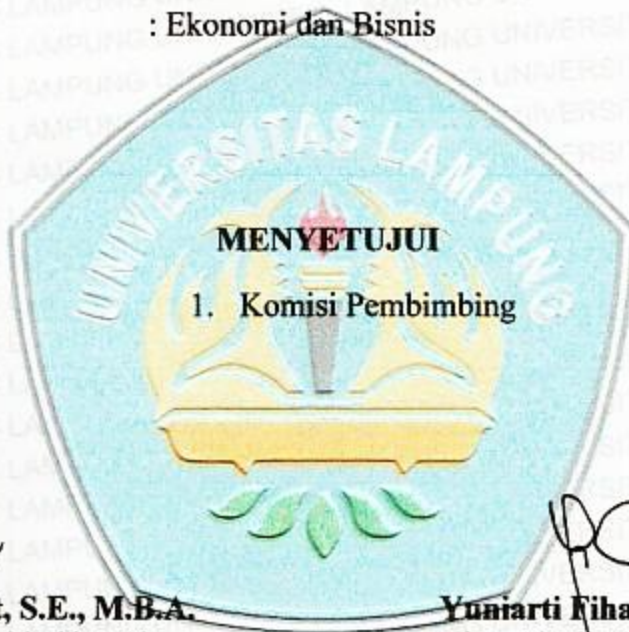 : Ekonomi dan Bisnis
UNIVERSITAS LAMPUNG
MENYETUJUI
1. Komisi Pembimbing
t, S.E., M.B.A.
Yuniarti Fiha